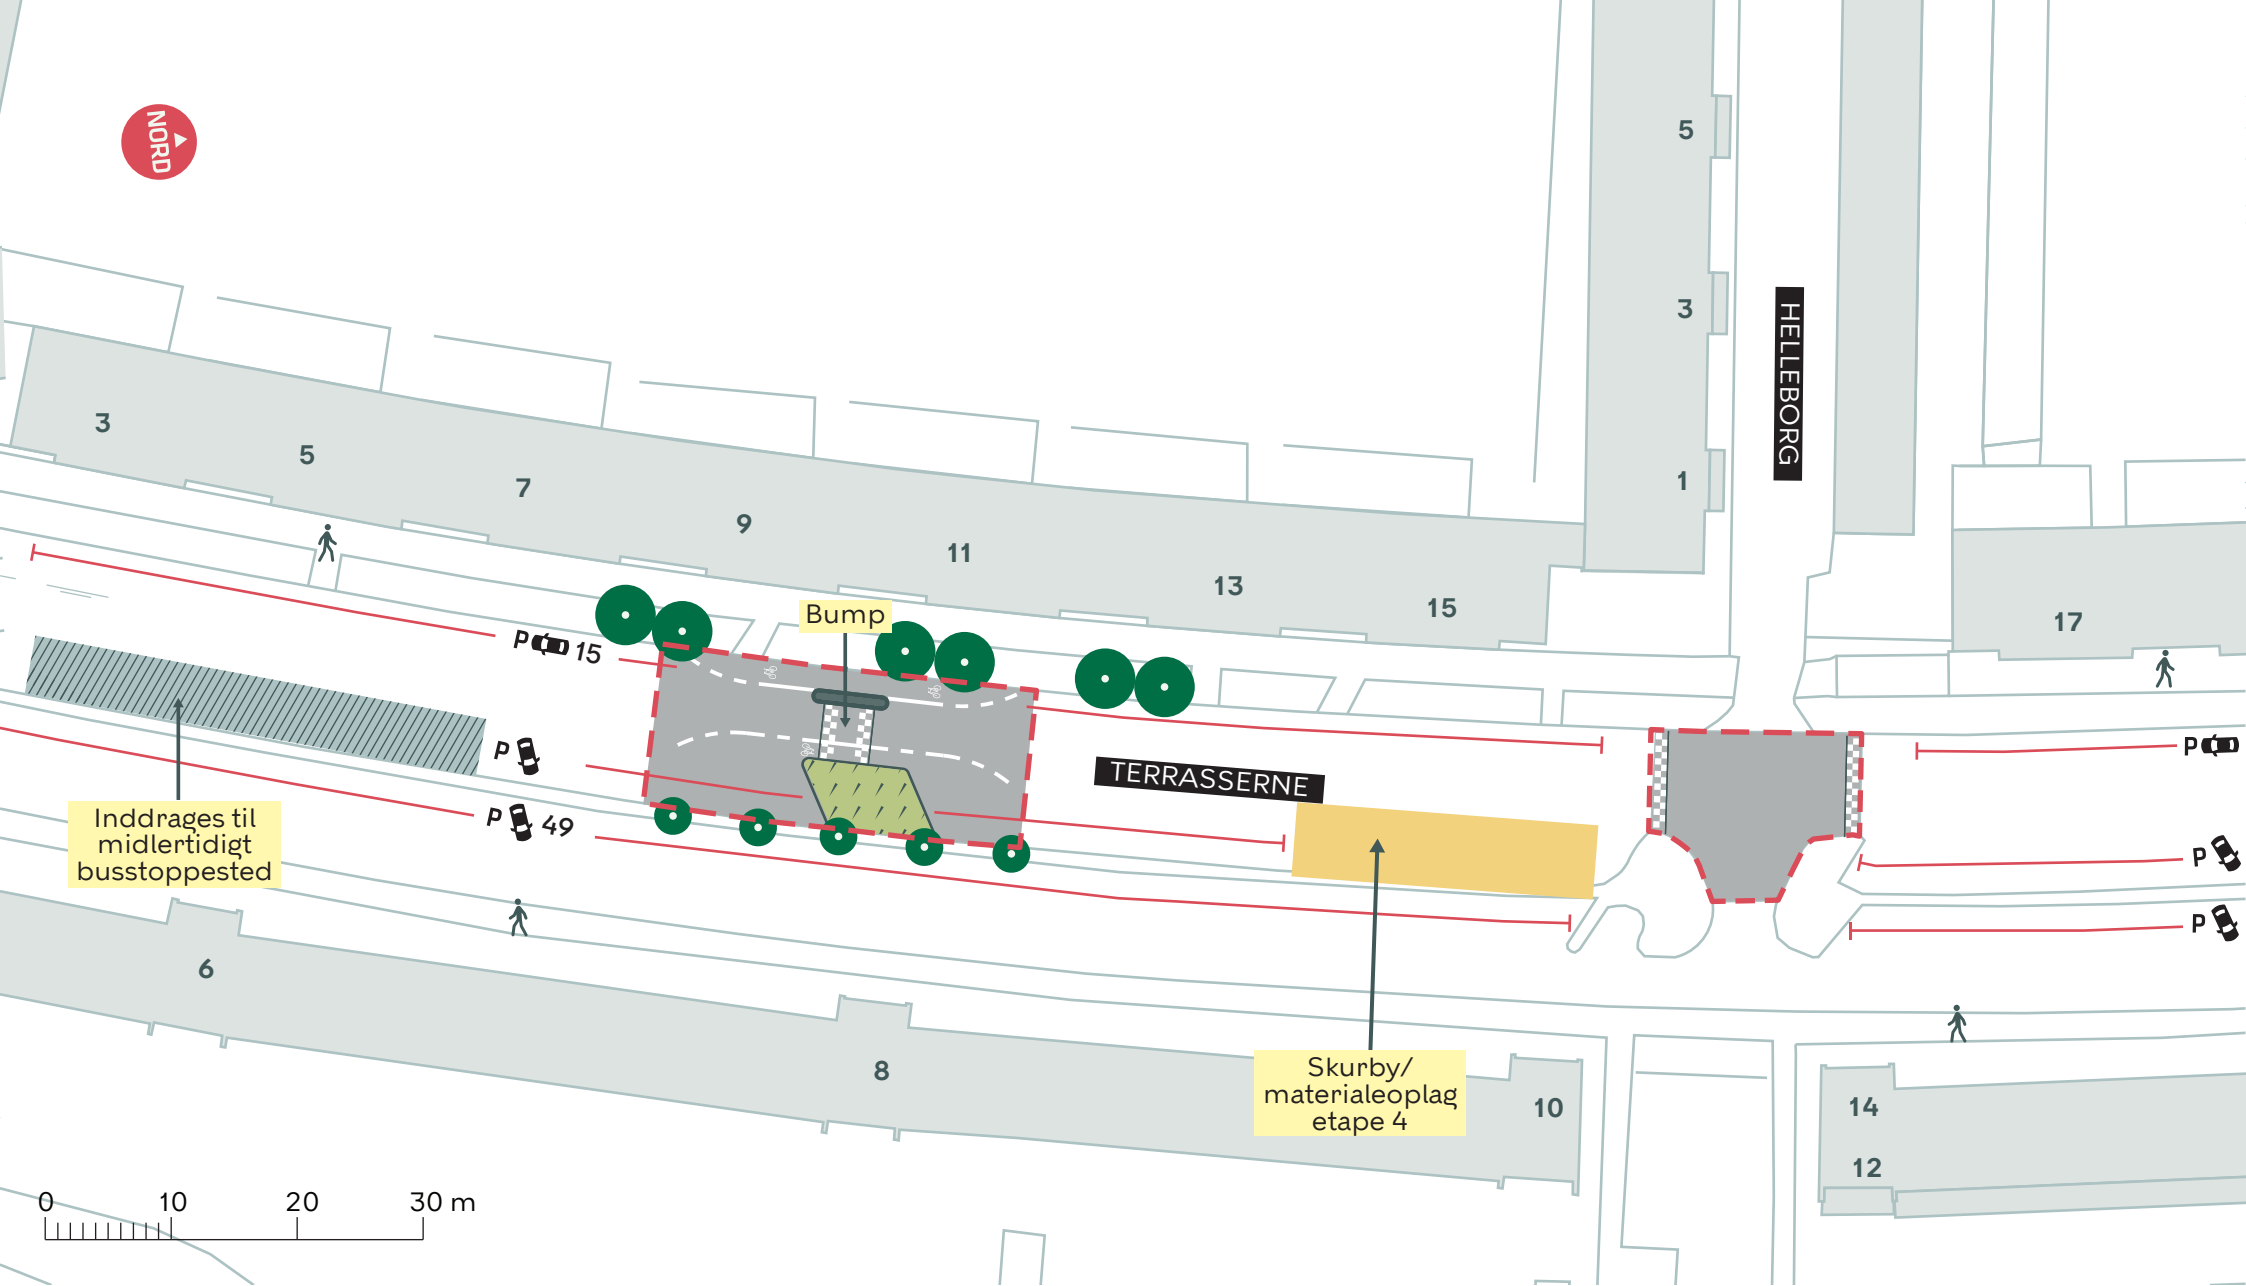 NORD
5
3
1
HELLEBORG
3
5
7
9
11
13
15
17
Bump
P 15
P
P
P 49
TERRASSERNE
P
P
Inddrages til
midlertidigt
busstoppested
6
8
10
Skurby/
materialeoplag
etape 4
14
12
0 10 20 30 m
P